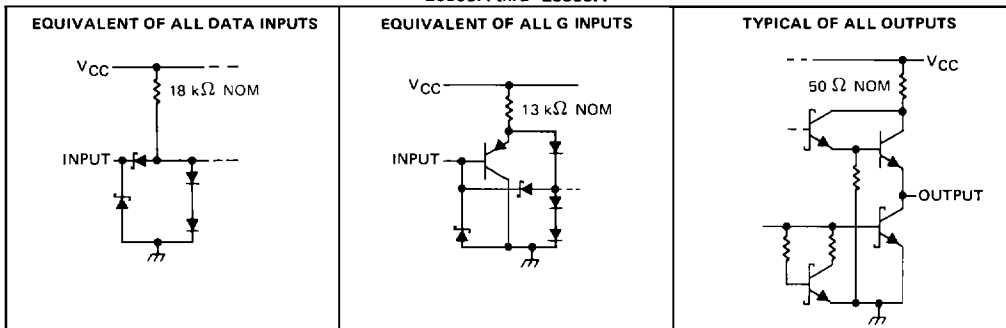 EQUIVALENT OF ALL DATA INPUTS
VCC
18 kΩ NOM
INPUT
EQUIVALENT OF ALL G INPUTS
VCC
13 kΩ NOM
INPUT
TYPICAL OF ALL OUTPUTS
VCC
50 Ω NOM
OUTPUT